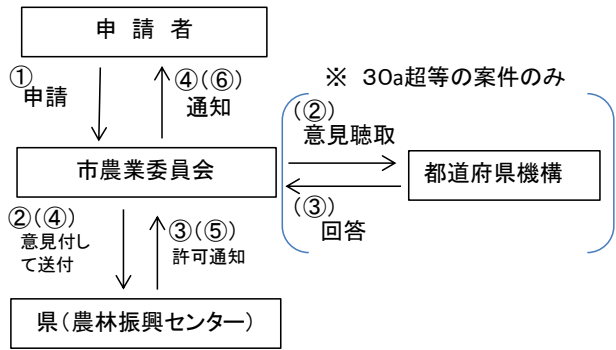 申 請 者
①
申請
④(⑥)
通知
※ 30a超等の案件のみ
(②)
意見聴取
市農業委員会
都道府県機構
(③)
回答
②(④)
意見付し
て送付
③(⑤)
許可通知
県(農林振興センター)